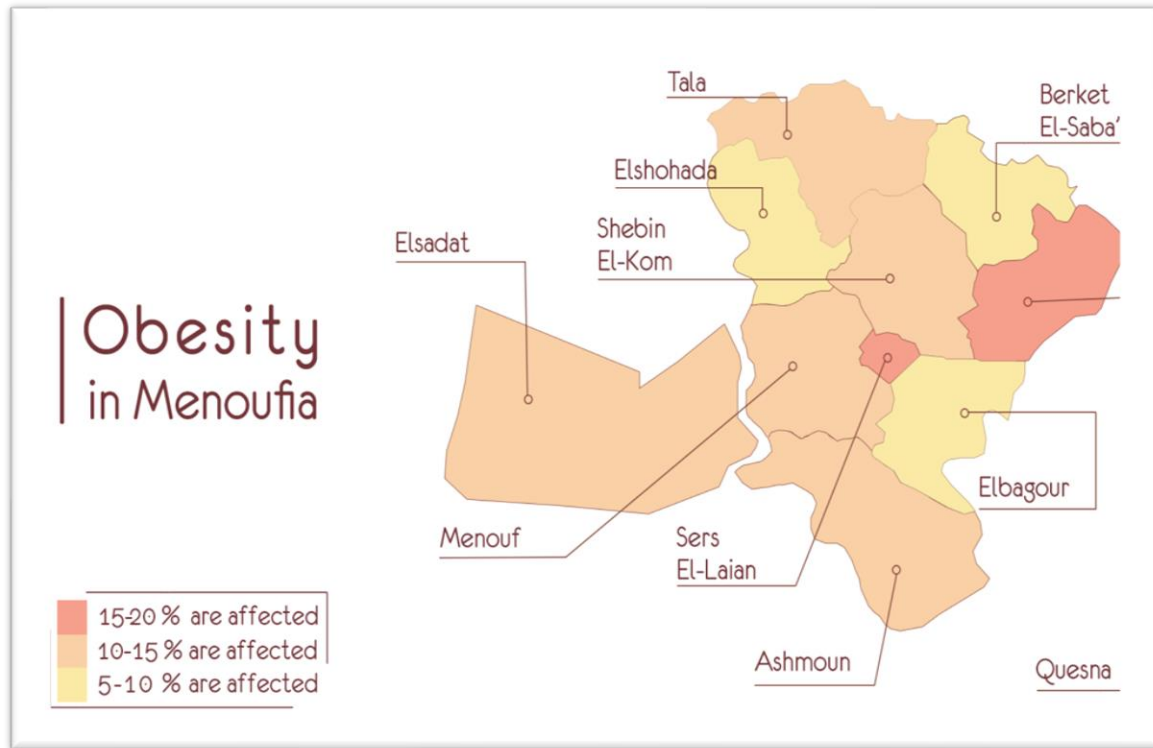 Tala
Berket
El-Saba’
Elshohada
Shebin
El-Kom
Elsadat
Obesity
in Menoufia
Elbagour
Menouf
Sers
El-Laian
15-20 % are affected
10-15 % are affected
5-10 % are affected
Ashmoun
Quesna